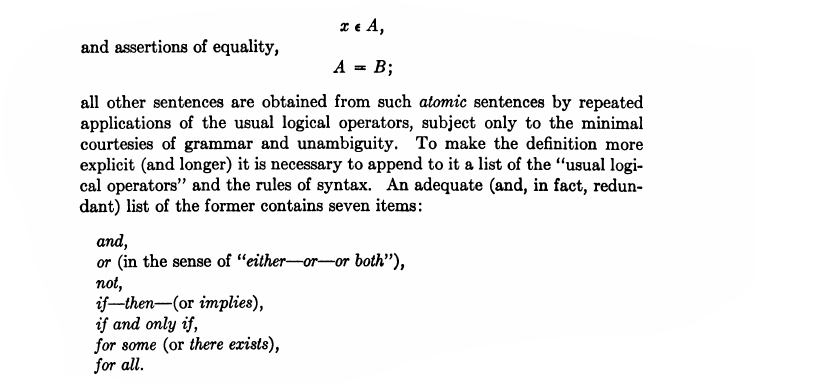 x ϵ A,
and assertions of equality,
A = B;
all other sentences are obtained from such atomic sentences by repeated
applications of the usual logical operators, subject only to the minimal
courtesies of grammar and unambiguity. To make the definition more
explicit (and longer) it is necessary to append to it a list of the “usual logi-
cal operators” and the rules of syntax. An adequate (and, in fact, redun-
dant) list of the former contains seven items:
and,
or (in the sense of “either—or—or both”),
not,
if—then—(or implies),
if and only if,
for some (or there exists),
for all.